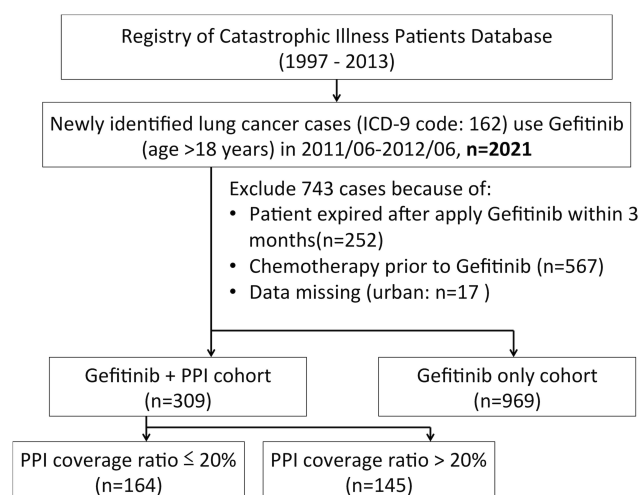 Registry of Catastrophic Illness Patients Database
(1997 - 2013)
Newly identified lung cancer cases (ICD-9 code: 162) use Gefitinib
(age >18 years) in 2011/06-2012/06, n=2021
Exclude 743 cases because of:
• Patient expired after apply Gefitinib within 3
months(n=252)
• Chemotherapy prior to Gefitinib (n=567)
• Data missing (urban: n=17 )
Gefitinib + PPI cohort
(n=309)
Gefitinib only cohort
(n=969)
PPI coverage ratio ≤ 20%
(n=164)
PPI coverage ratio > 20%
(n=145)